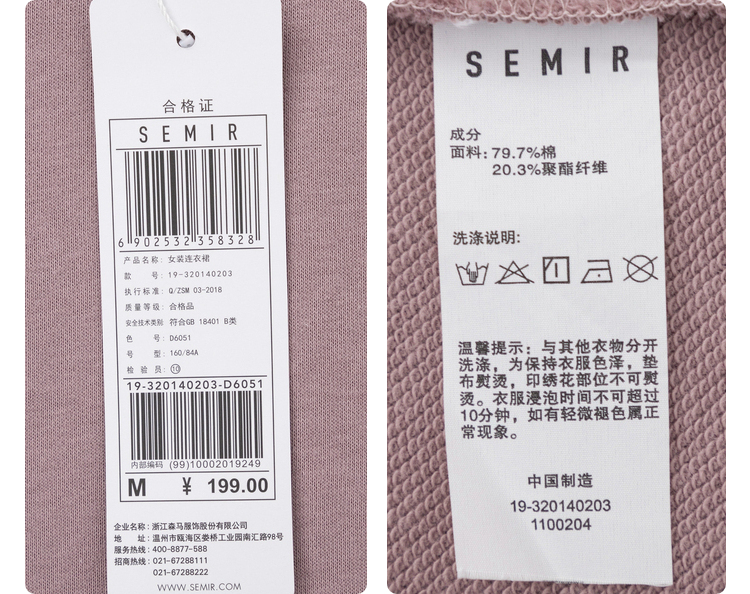 合格证
SEMIR
6 902532 358328
产品名称: 女装连衣裙
款 号: 19-320140203
执行标准: Q/ZSM 03-2018
质量等级: 合格品
安全技术类别: 符合GB 18401 B类
色 号: D6051
号 型: 160/84A
检 验 员: ⑩
19-320140203-D6051
内部编码 (99)10002019249
M ¥ 199.00
企业名称: 浙江森马服饰股份有限公司
地 址: 温州市瓯海区娄桥工业园南汇路98号
服务热线: 400-8877-588
招商热线: 021-67188111
021-67288222
WWW.SEMIR.COM
SEMIR
成分
面料: 79.7%棉
20.3%聚酯纤维
洗涤说明:
温馨提示: 与其他衣物分开
洗涤, 为保持衣服色泽, 垫
布熨烫, 印绣花部位不可熨
烫。衣服浸泡时间不可超过
10分钟, 如有轻微褪色属正
常现象。
中国制造
19-320140203
1100204